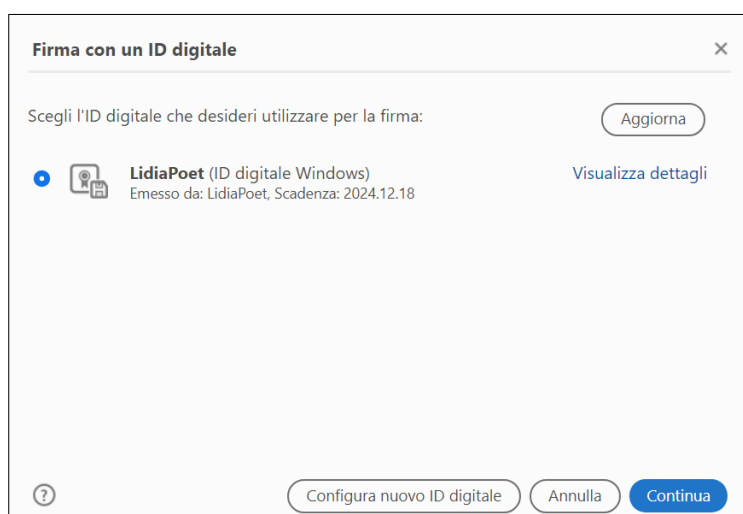 Firma con un ID digitale
Scegli l'ID digitale che desideri utilizzare per la firma:
Aggiorna
LidiaPoet (ID digitale Windows)
Visualizza dettagli
Emesso da: LidiaPoet, Scadenza: 2024.12.18
Configura nuovo ID digitale
Annulla
Continua